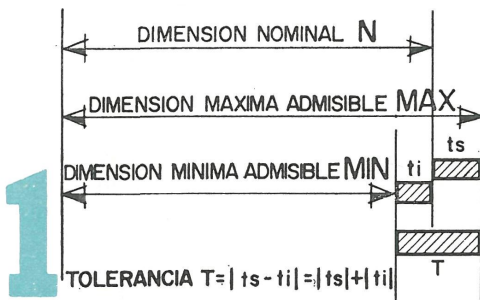 DIMENSION NOMINAL N
DIMENSION MAXIMA ADMISIBLE MAX
ts
DIMENSION MINIMA ADMISIBLE MIN
ti
1
T
TOLERANCIA T=|ts-ti|=|ts|+|ti|